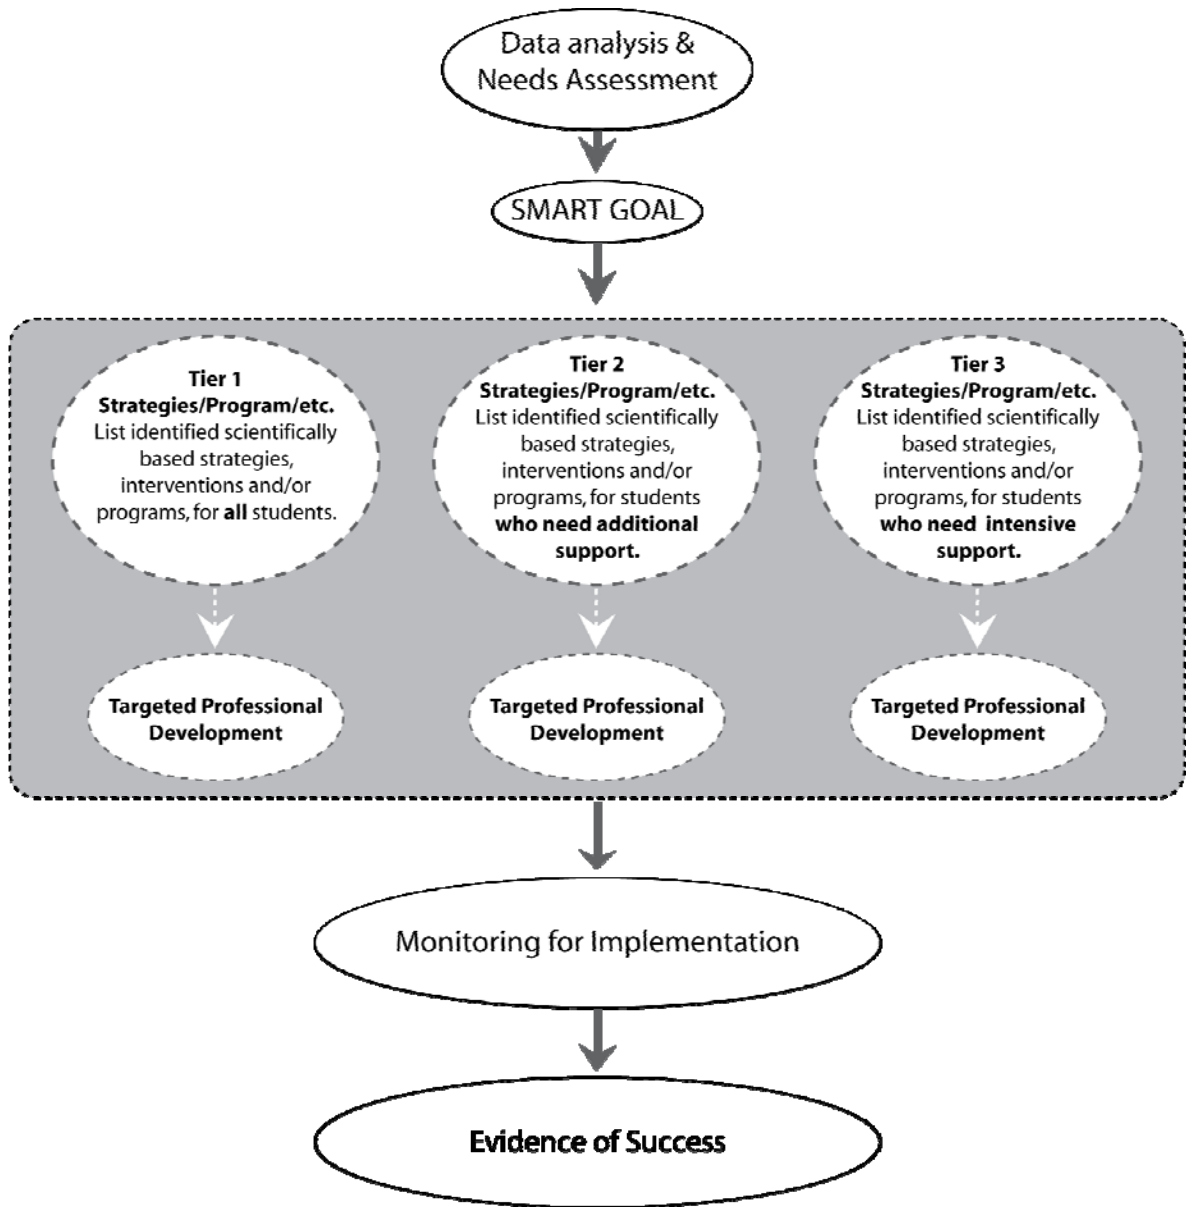 Data analysis &
Needs Assessment
SMART GOAL
Tier 1
Strategies/Program/etc.
List identified scientifically
based strategies,
interventions and/or
programs, for all students.
Tier 2
Strategies/Program/etc.
List identified scientifically
based strategies,
interventions and/or
programs, for students
who need additional
support.
Tier 3
Strategies/Program/etc.
List identified scientifically
based strategies,
interventions and/or
programs, for students
who need intensive
support.
Targeted Professional
Development
Targeted Professional
Development
Targeted Professional
Development
Monitoring for Implementation
Evidence of Success